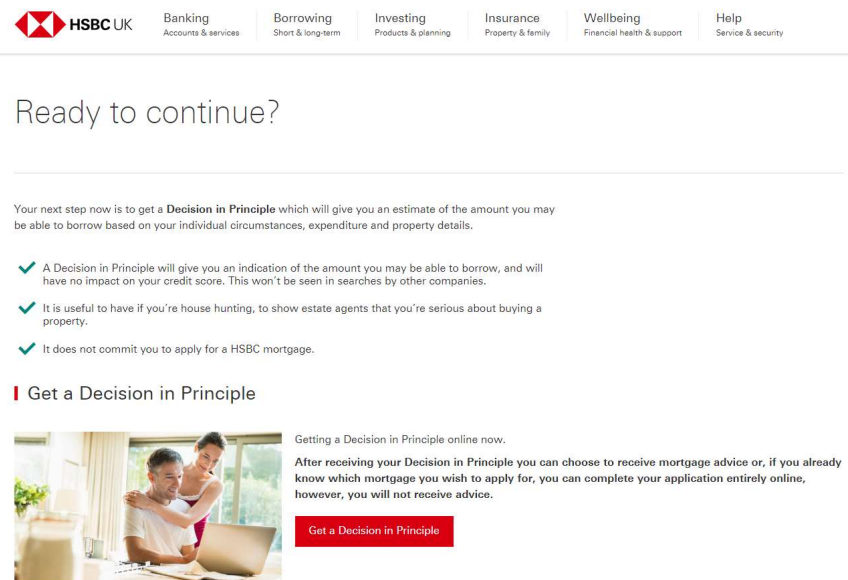 HSBC UK
Banking
Accounts & services
Borrowing
Short & long-term
Investing
Products & planning
Insurance
Property & family
Wellbeing
Financial health & support
Help
Service & security
Ready to continue?
Your next step now is to get a Decision in Principle which will give you an estimate of the amount you may
be able to borrow based on your individual circumstances, expenditure and property details.
A Decision in Principle will give you an indication of the amount you may be able to borrow, and will
have no impact on your credit score. This won't be seen in searches by other companies.
It is useful to have if you're house hunting, to show estate agents that you're serious about buying a
property.
It does not commit you to apply for a HSBC mortgage.
Get a Decision in Principle
Getting a Decision in Principle online now.
After receiving your Decision in Principle you can choose to receive mortgage advice or, if you already
know which mortgage you wish to apply for, you can complete your application entirely online,
however, you will not receive advice.
Get a Decision in Principle